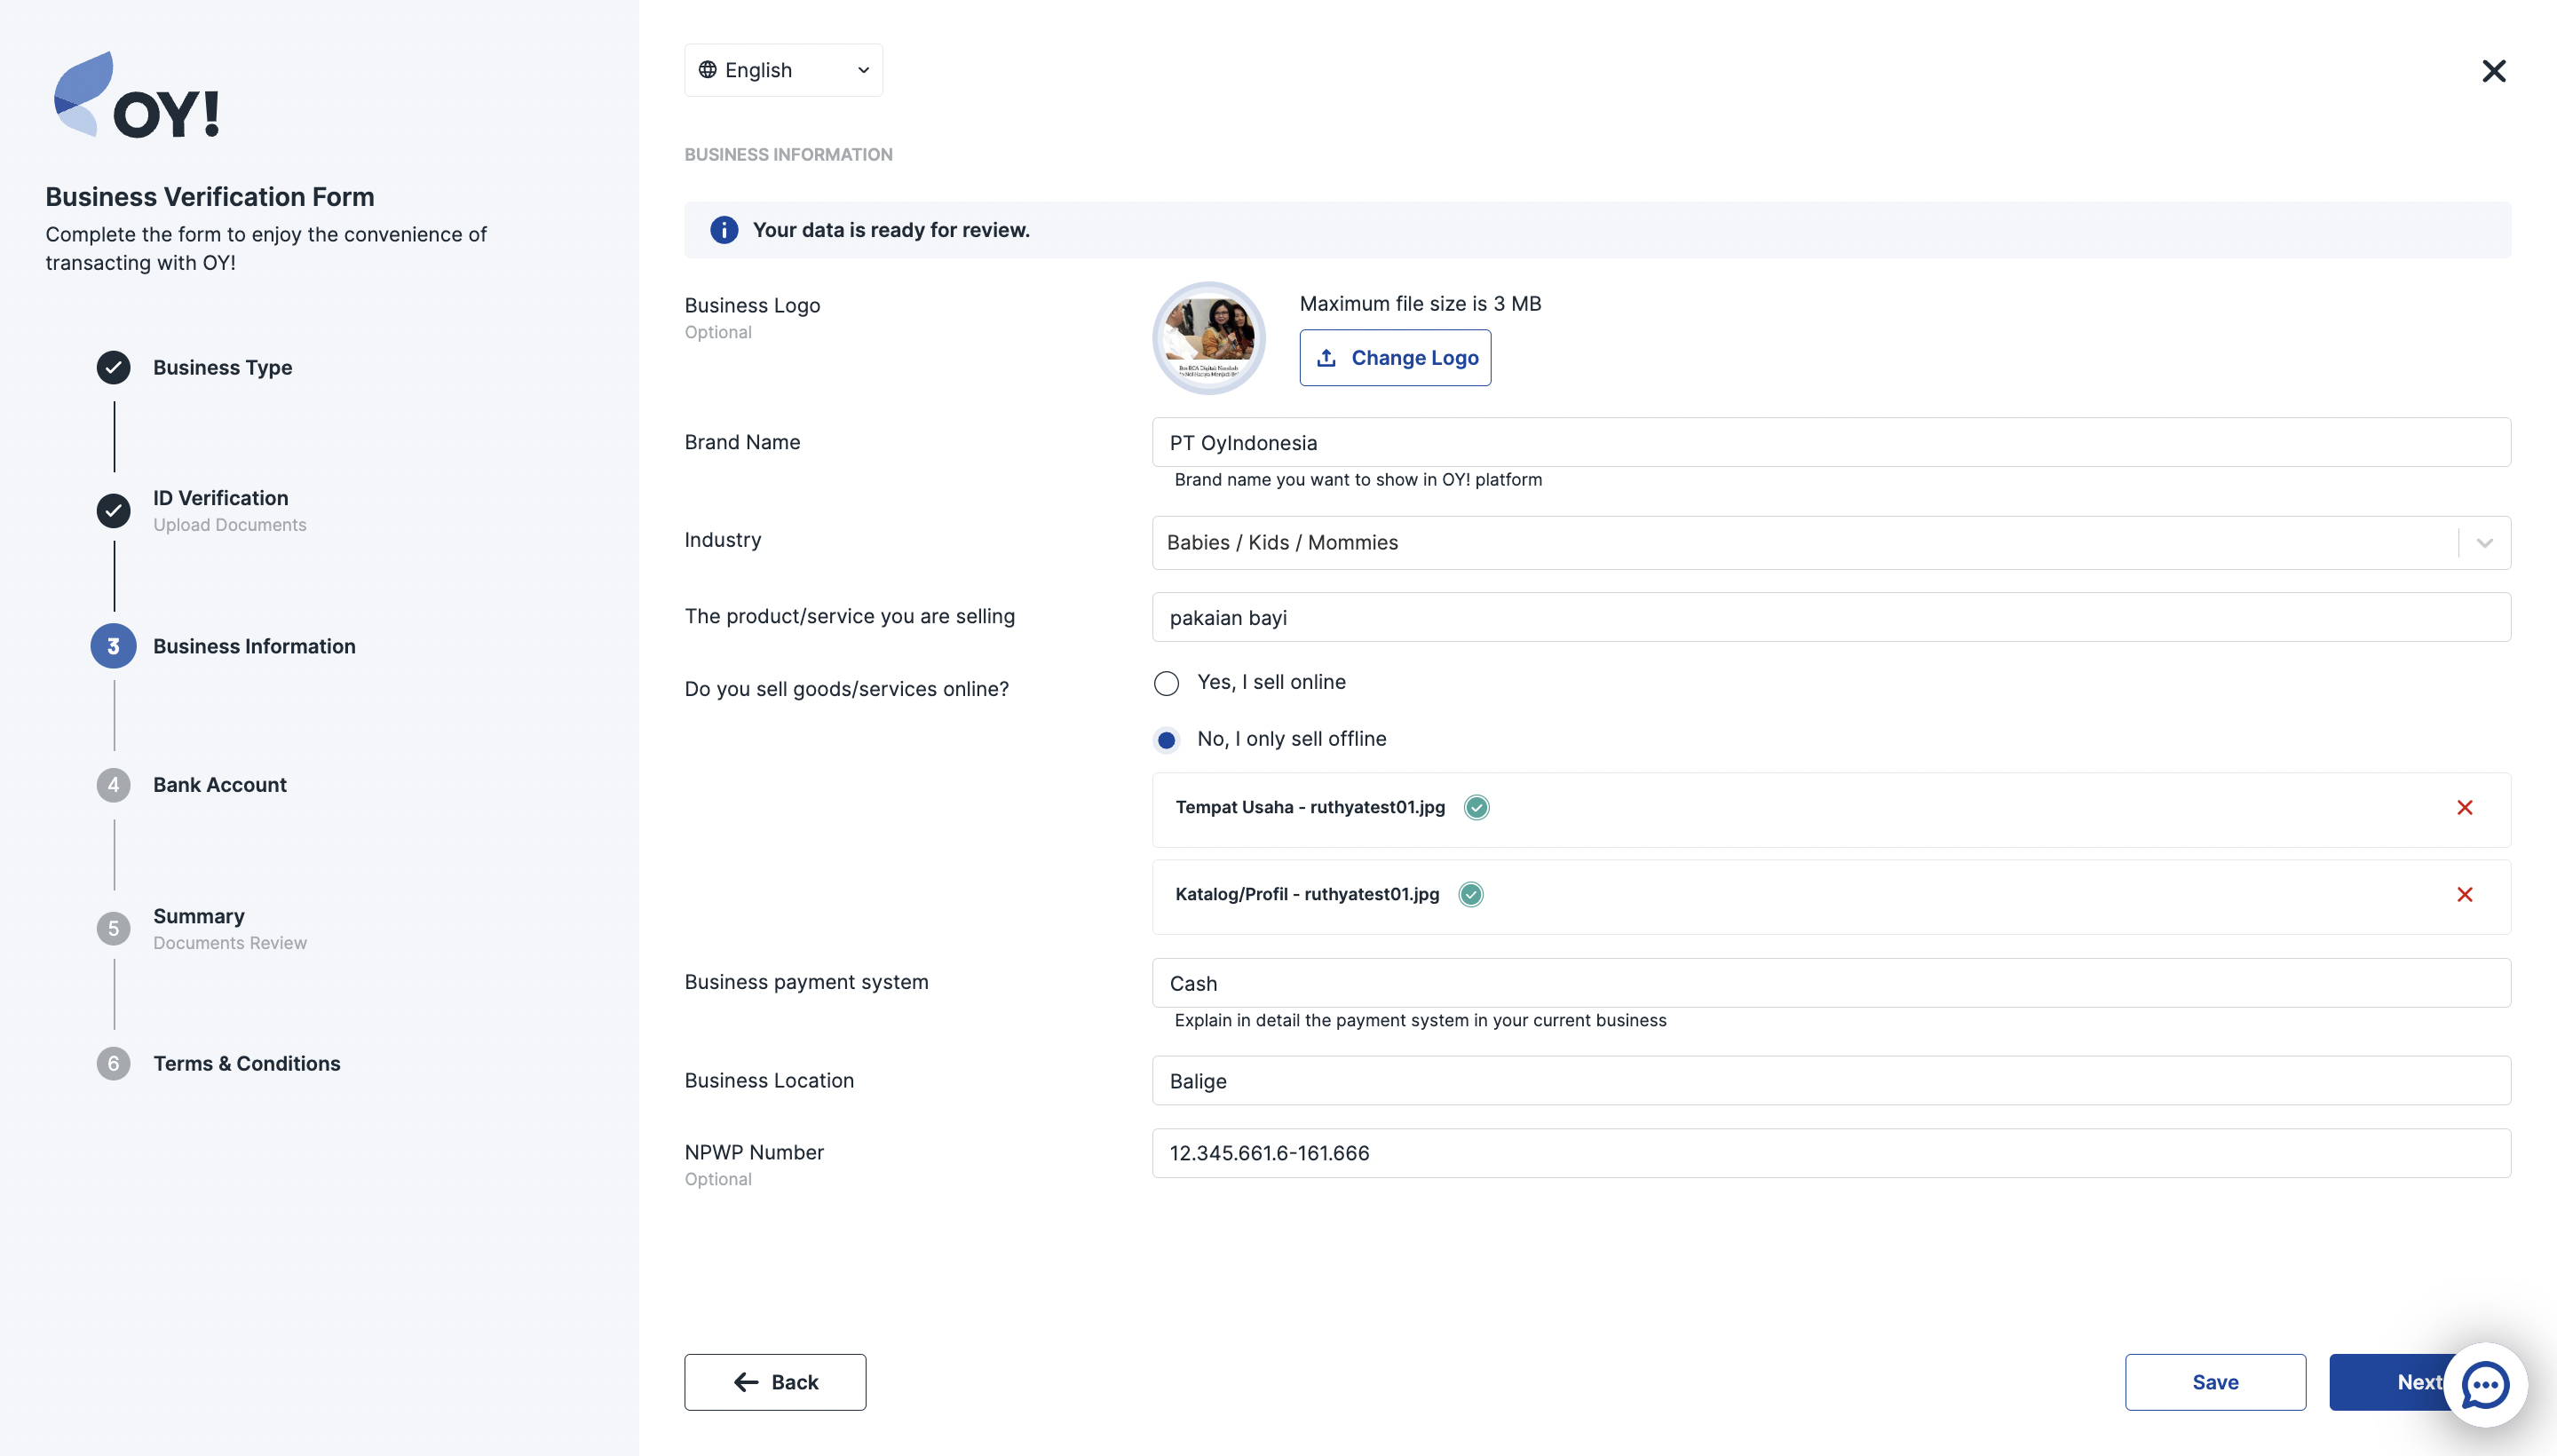 OY!
Business Verification Form
Complete the form to enjoy the convenience of
transacting with OY!
Business Type
ID Verification
Upload Documents
3
Business Information
4
Bank Account
5
Summary
Documents Review
6
Terms & Conditions
English
BUSINESS INFORMATION
Your data is ready for review.
Business Logo
Optional
Maximum file size is 3 MB
Change Logo
Brand Name
PT OyIndonesia
Brand name you want to show in OY! platform
Industry
Babies / Kids / Mommies
The product/service you are selling
pakaian bayi
Do you sell goods/services online?
Yes, I sell online
No, I only sell offline
Tempat Usaha - ruthyatest01.jpg
Katalog/Profil - ruthyatest01.jpg
Business payment system
Cash
Explain in detail the payment system in your current business
Business Location
Balige
NPWP Number
Optional
12.345.661.6-161.666
Back
Save
Next